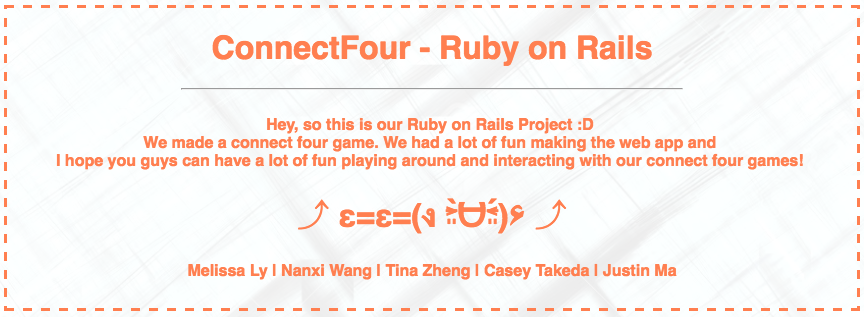 ConnectFour - Ruby on Rails
Hey, so this is our Ruby on Rails Project :D
We made a connect four game. We had a lot of fun making the web app and
I hope you guys can have a lot of fun playing around and interacting with our connect four games!
⤴ ε=ε=(ง ˃̶͈̀ᗨ˂̶͈́)۶ ⤴
Melissa Ly | Nanxi Wang | Tina Zheng | Casey Takeda | Justin Ma